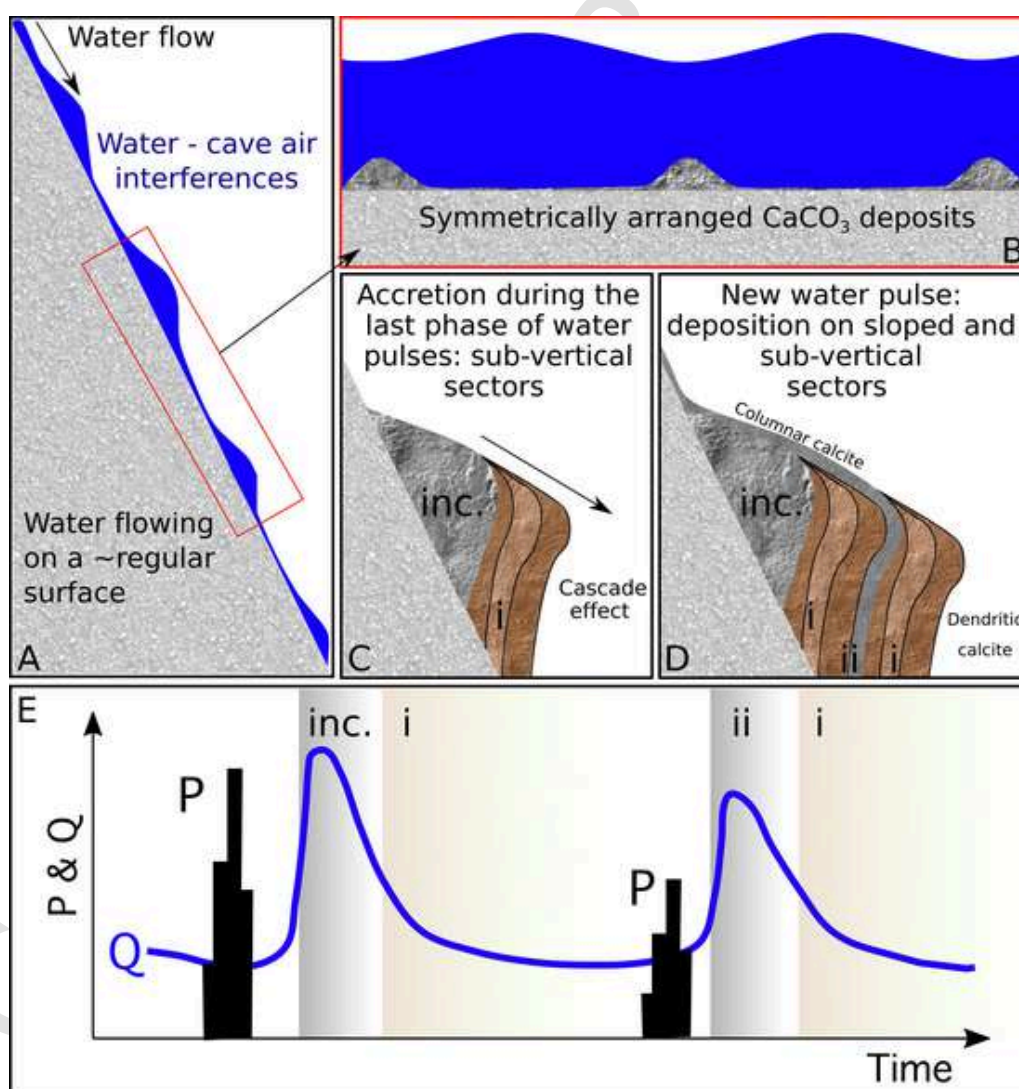 Water flow
Water - cave air
interferences
Water flowing
on a ~regular
surface
A
Symmetrically arranged CaCO₃ deposits
B
Accretion during the
last phase of water
pulses: sub-vertical
sectors
inc.
i
Cascade
effect
C
New water pulse:
deposition on sloped and
sub-vertical
sectors
Columnar calcite
inc.
i
ii
i
Dendritic
calcite
D
E
inc.
i
ii
i
P
P
P & Q
Q
Time